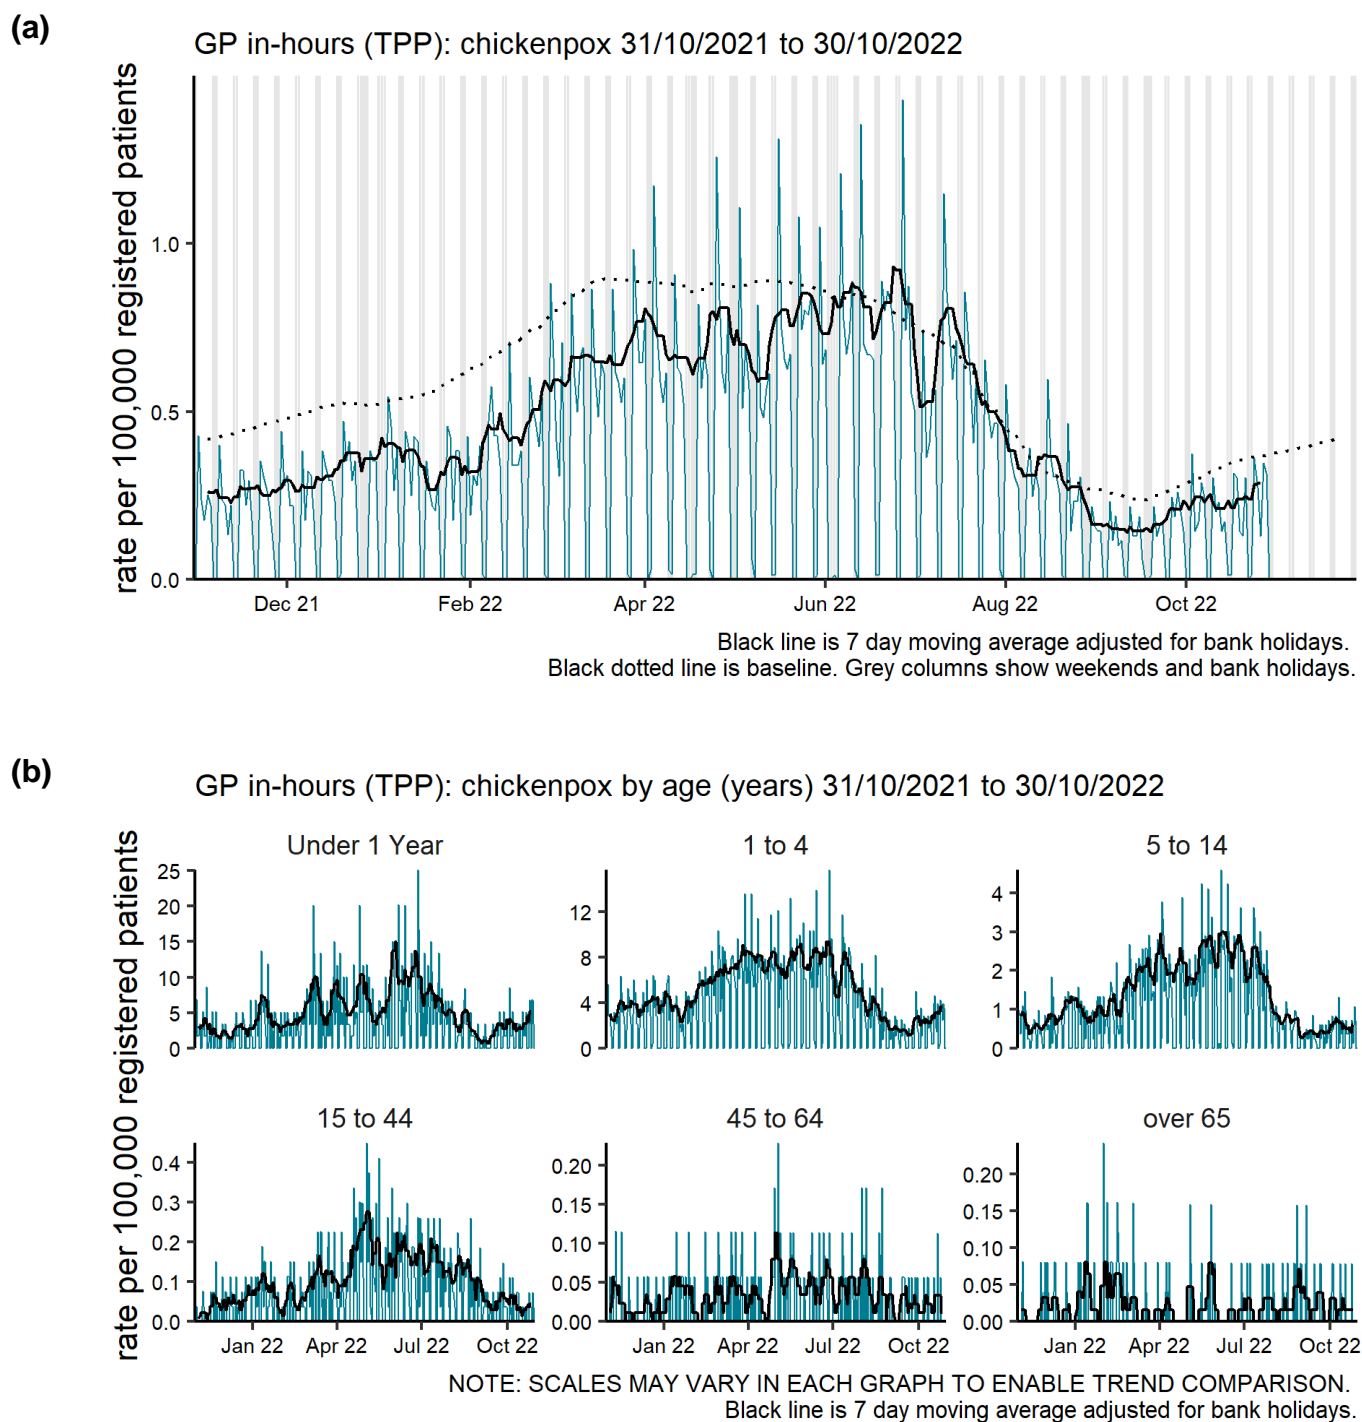 (a)
GP in-hours (TPP): chickenpox 31/10/2021 to 30/10/2022
rate per 100,000 registered patients
1.0
0.5
0.0
Dec 21 Feb 22 Apr 22 Jun 22 Aug 22 Oct 22
Black line is 7 day moving average adjusted for bank holidays.
Black dotted line is baseline. Grey columns show weekends and bank holidays.
(b)
GP in-hours (TPP): chickenpox by age (years) 31/10/2021 to 30/10/2022
rate per 100,000 registered patients
Under 1 Year
25
20
15
10
5
0
1 to 4
12
8
4
0
5 to 14
4
3
2
1
0
15 to 44
0.4
0.3
0.2
0.1
0.0
Jan 22 Apr 22 Jul 22 Oct 22
45 to 64
0.20
0.15
0.10
0.05
0.00
Jan 22 Apr 22 Jul 22 Oct 22
over 65
0.20
0.15
0.10
0.05
0.00
Jan 22 Apr 22 Jul 22 Oct 22
NOTE: SCALES MAY VARY IN EACH GRAPH TO ENABLE TREND COMPARISON.
Black line is 7 day moving average adjusted for bank holidays.